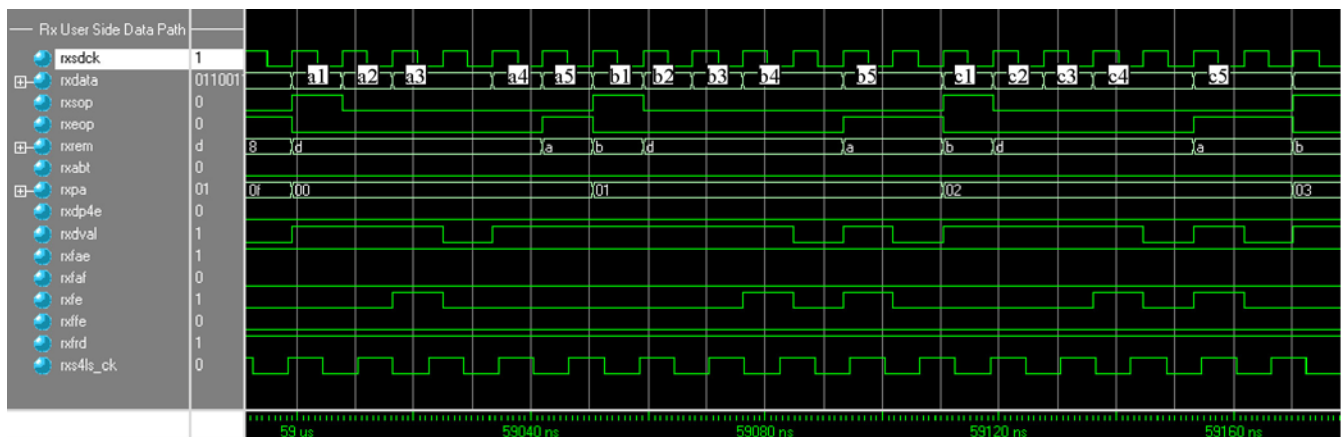 Rx User Side Data Path
rxsdck 1
rxdata 0110011 a1 a2 a3 a4 a5 b1 b2 b3 b4 b5 c1 c2 c3 c4 c5
rxsop 0
rxeop 0
rxrem d 8 d a b d a b d a b
rxabt 0
rxpa 01 0f 00 01 02 03
rxdp4e 0
rxdval 1
rxfae 1
rxfaf 0
rxfe 1
rxffe 0
rxfrd 1
rxs4ls_ck 0
59 us 59040 ns 59080 ns 59120 ns 59160 ns